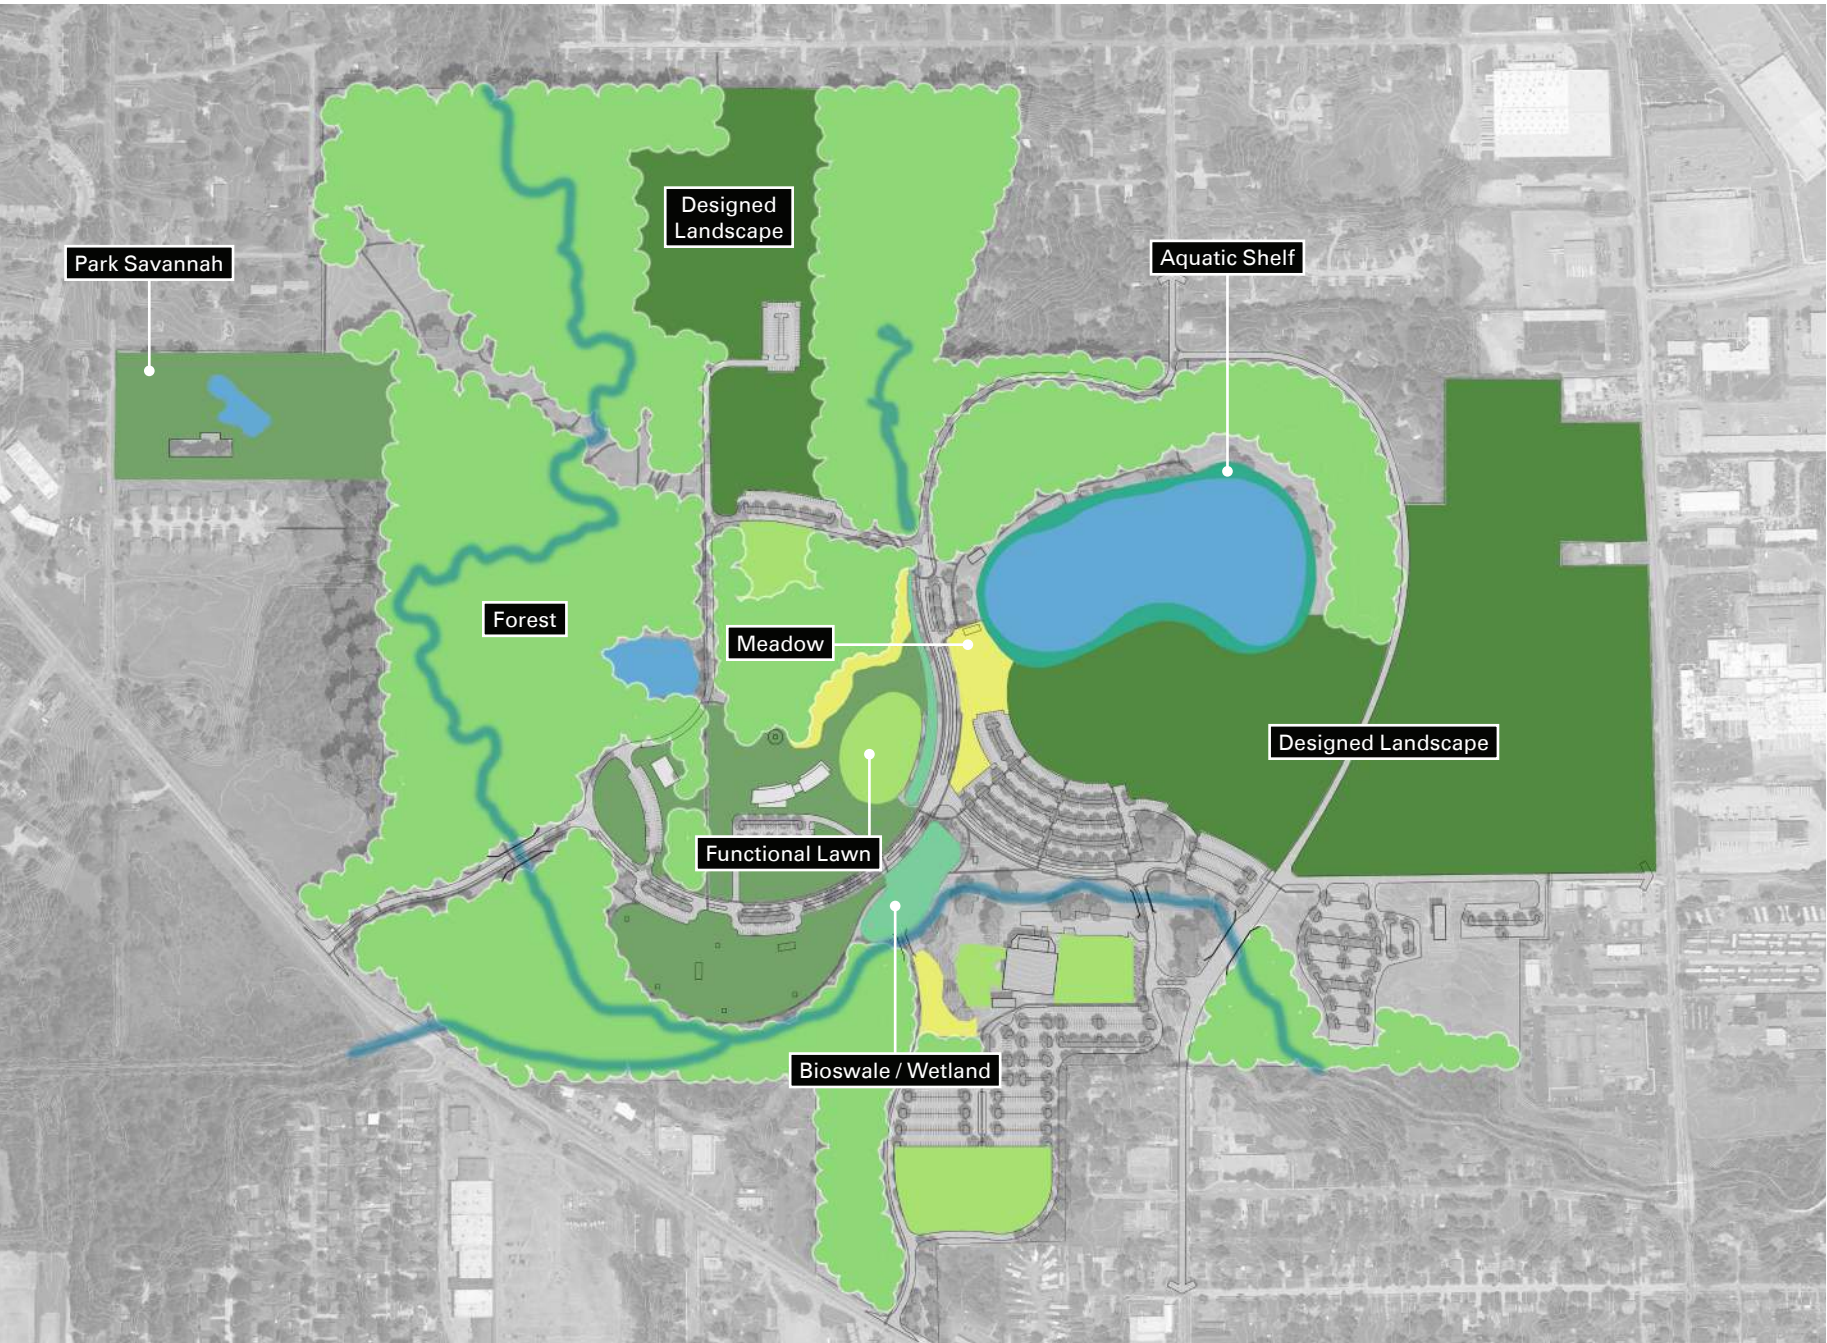 Designed
Landscape
Park Savannah
Aquatic Shelf
Forest
Meadow
Designed Landscape
Functional Lawn
Bioswale / Wetland